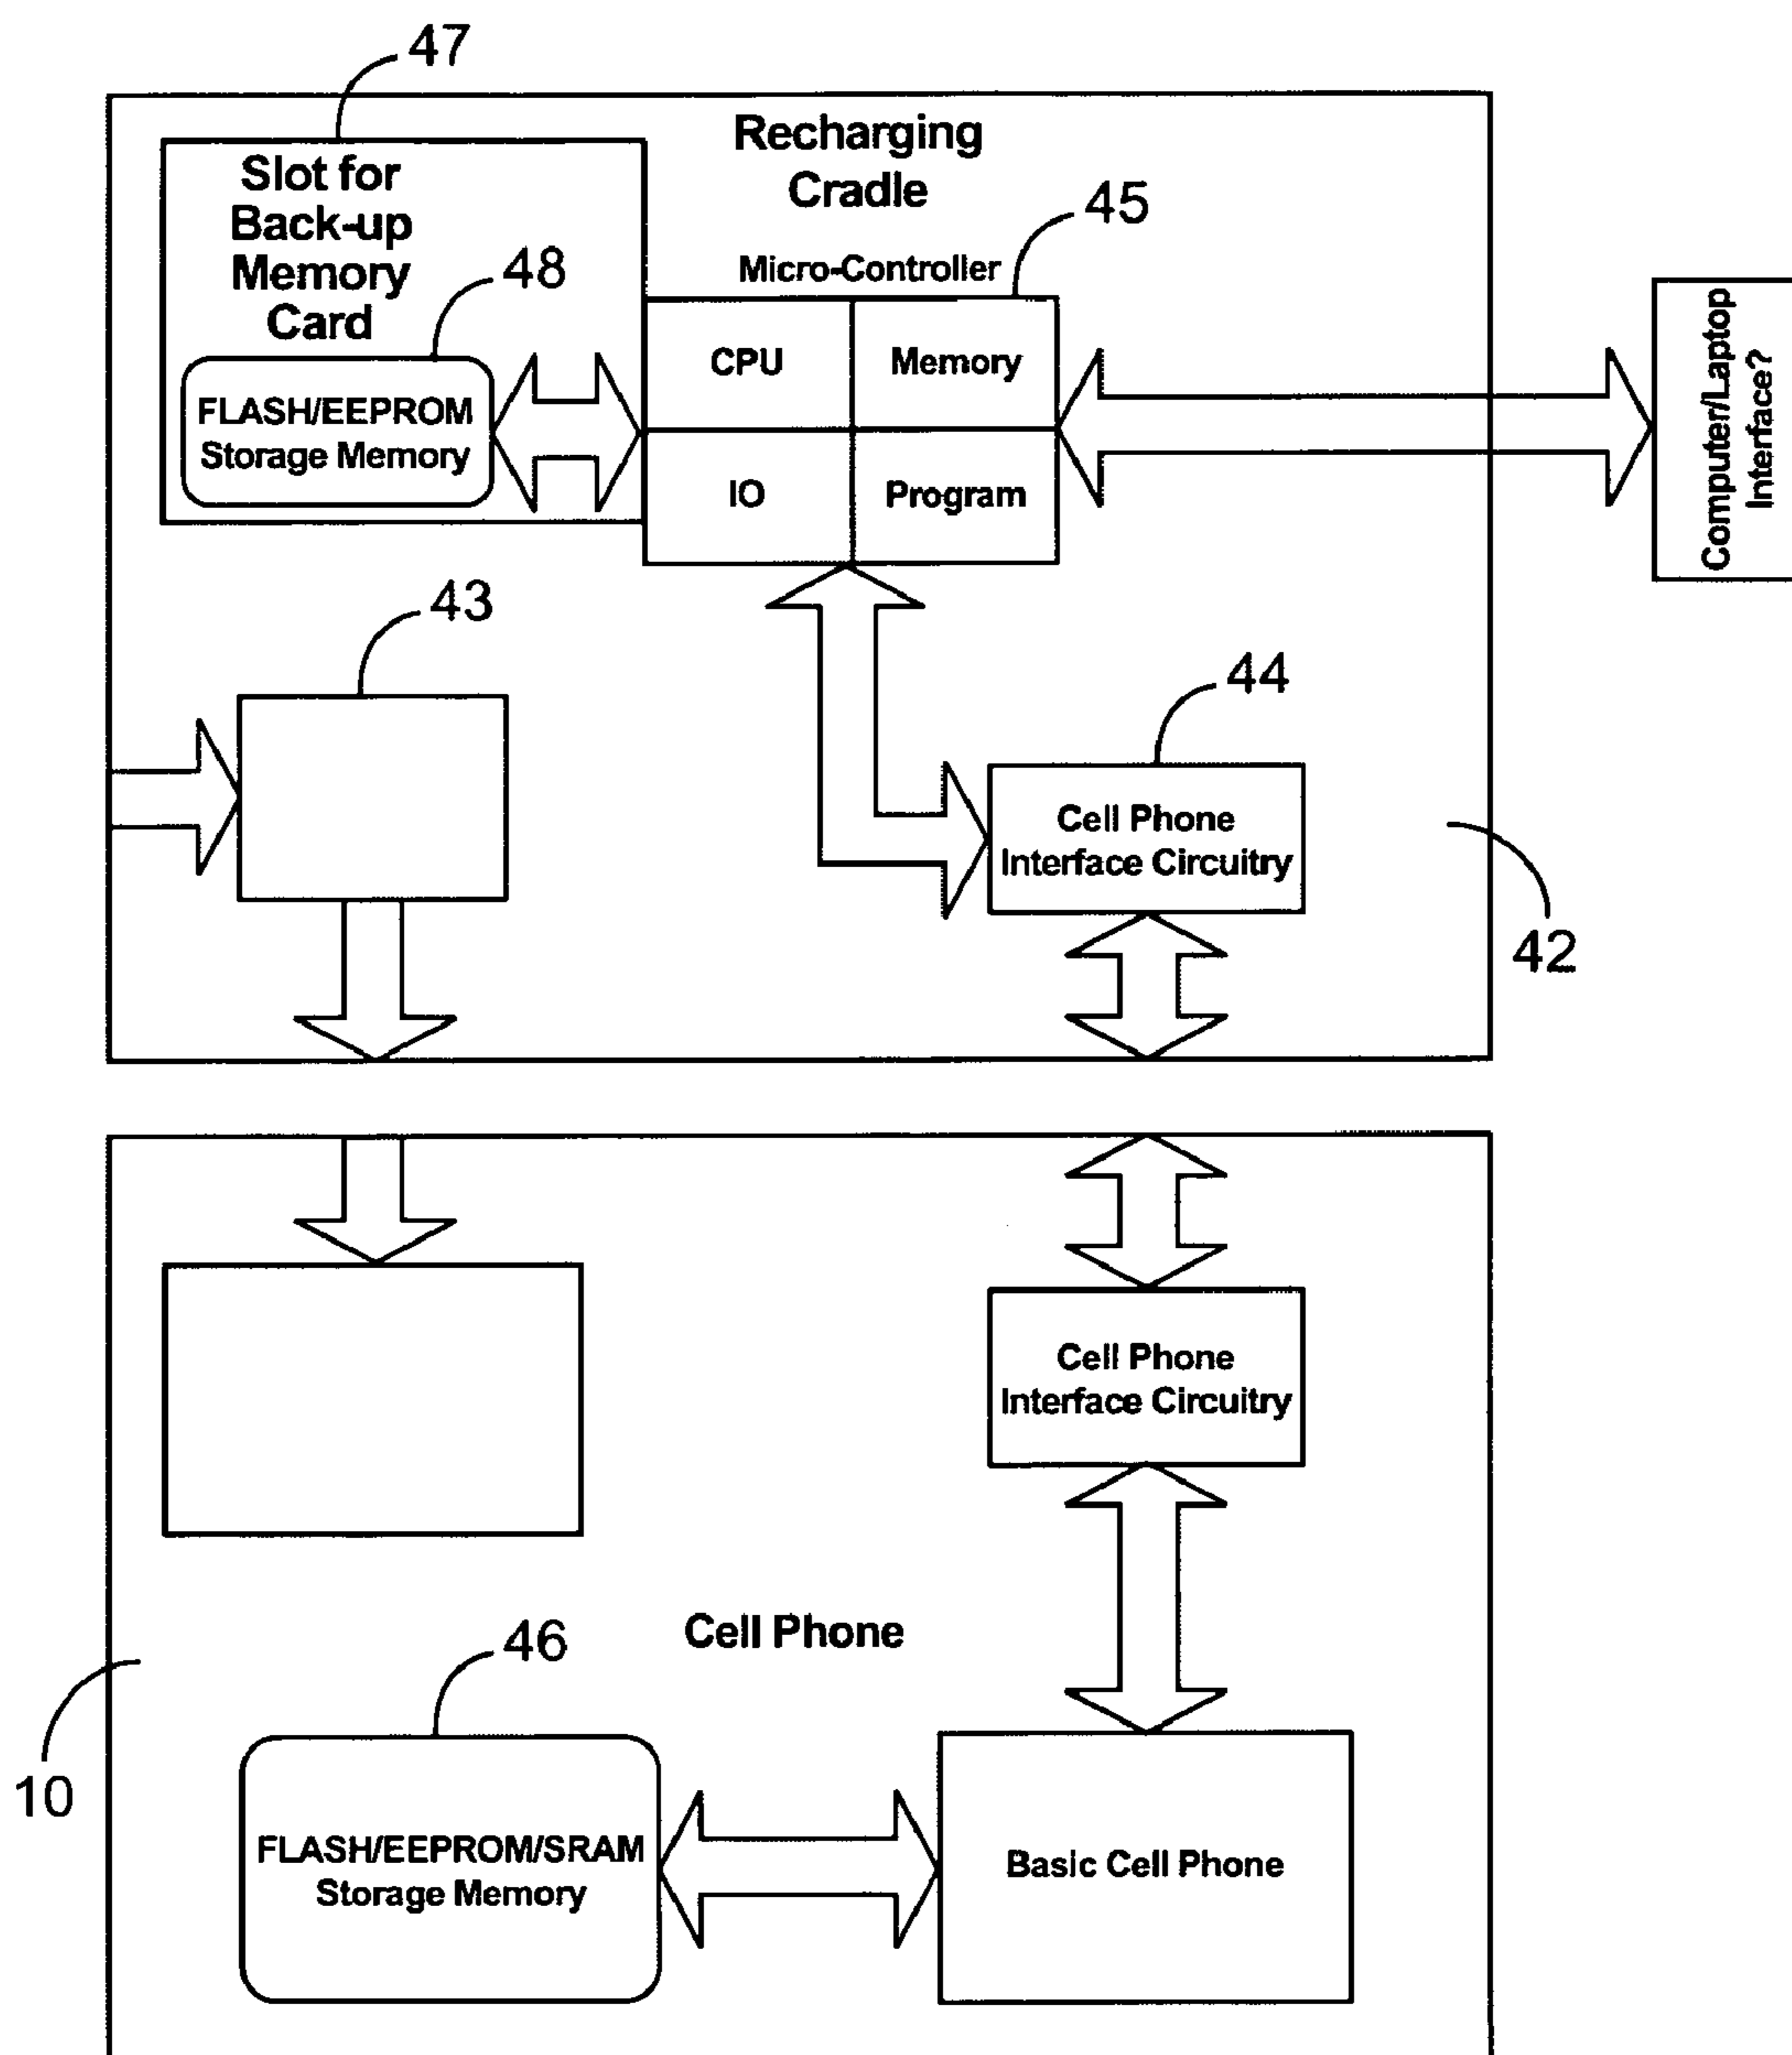 47
Recharging
Cradle
Slot for
Back-up
Memory
Card
45
Micro-Controller
48
CPU
Memory
FLASH/EEPROM
Storage Memory
IO
Program
Computer/Laptop
Interface?
43
44
Cell Phone
Interface Circuitry
42
Cell Phone
Interface Circuitry
Cell Phone
46
10
FLASH/EEPROM/SRAM
Storage Memory
Basic Cell Phone